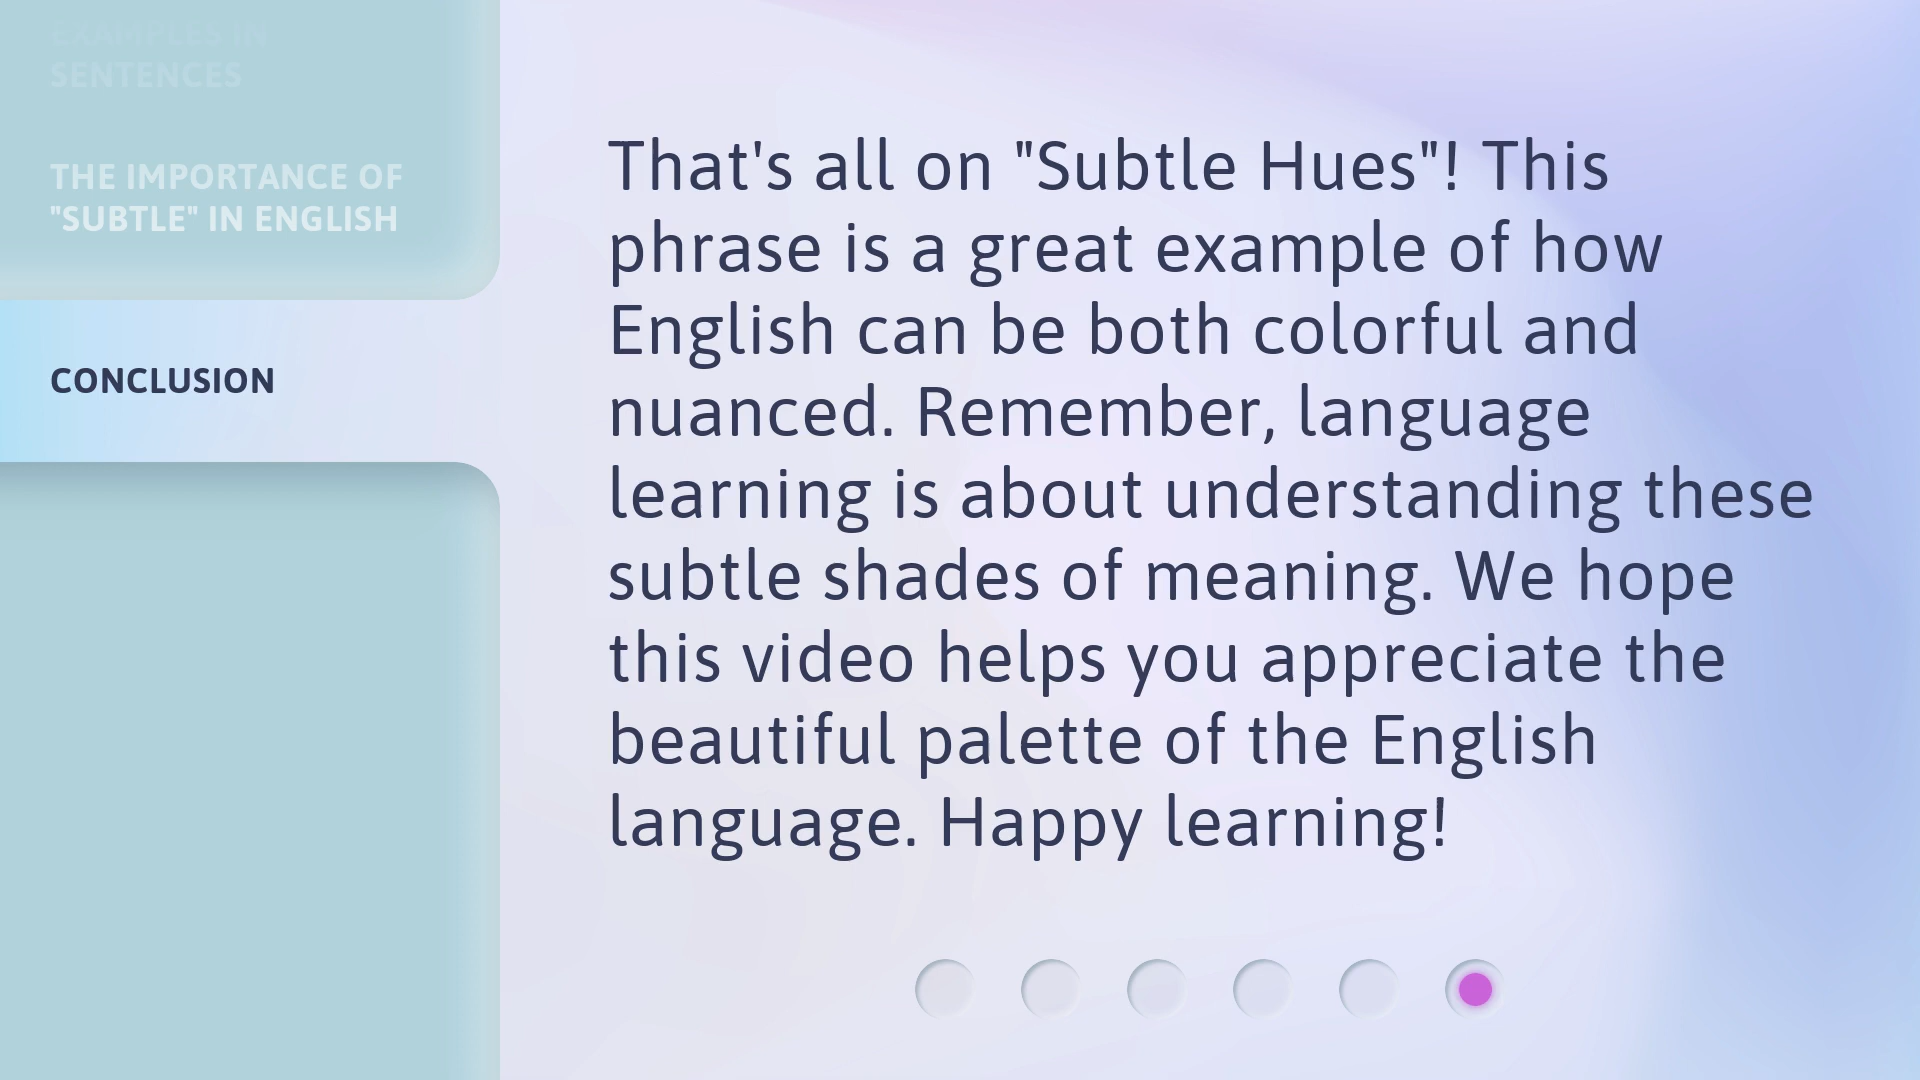 EXAMPLES IN
SENTENCES
THE IMPORTANCE OF
"SUBTLE" IN ENGLISH
CONCLUSION
That's all on "Subtle Hues"! This
phrase is a great example of how
English can be both colorful and
nuanced. Remember, language
learning is about understanding these
subtle shades of meaning. We hope
this video helps you appreciate the
beautiful palette of the English
language. Happy learning!